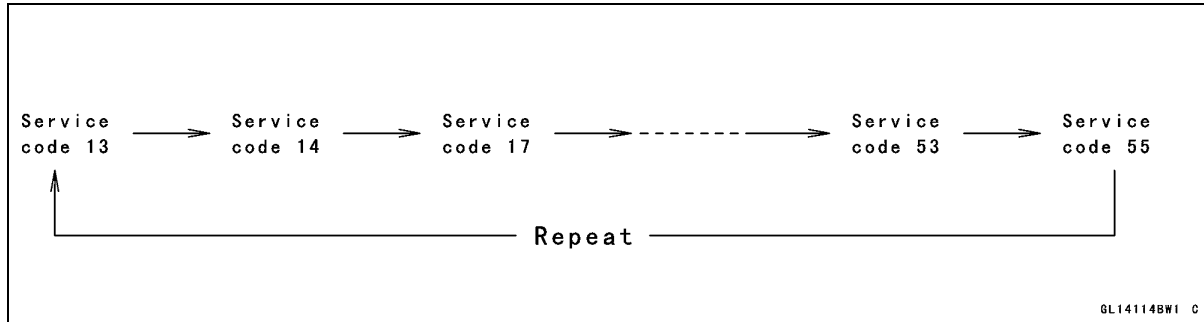 Service Service Service Service Service
code 13 code 14 code 17 code 53 code 55
Repeat
GL14114BW1 C